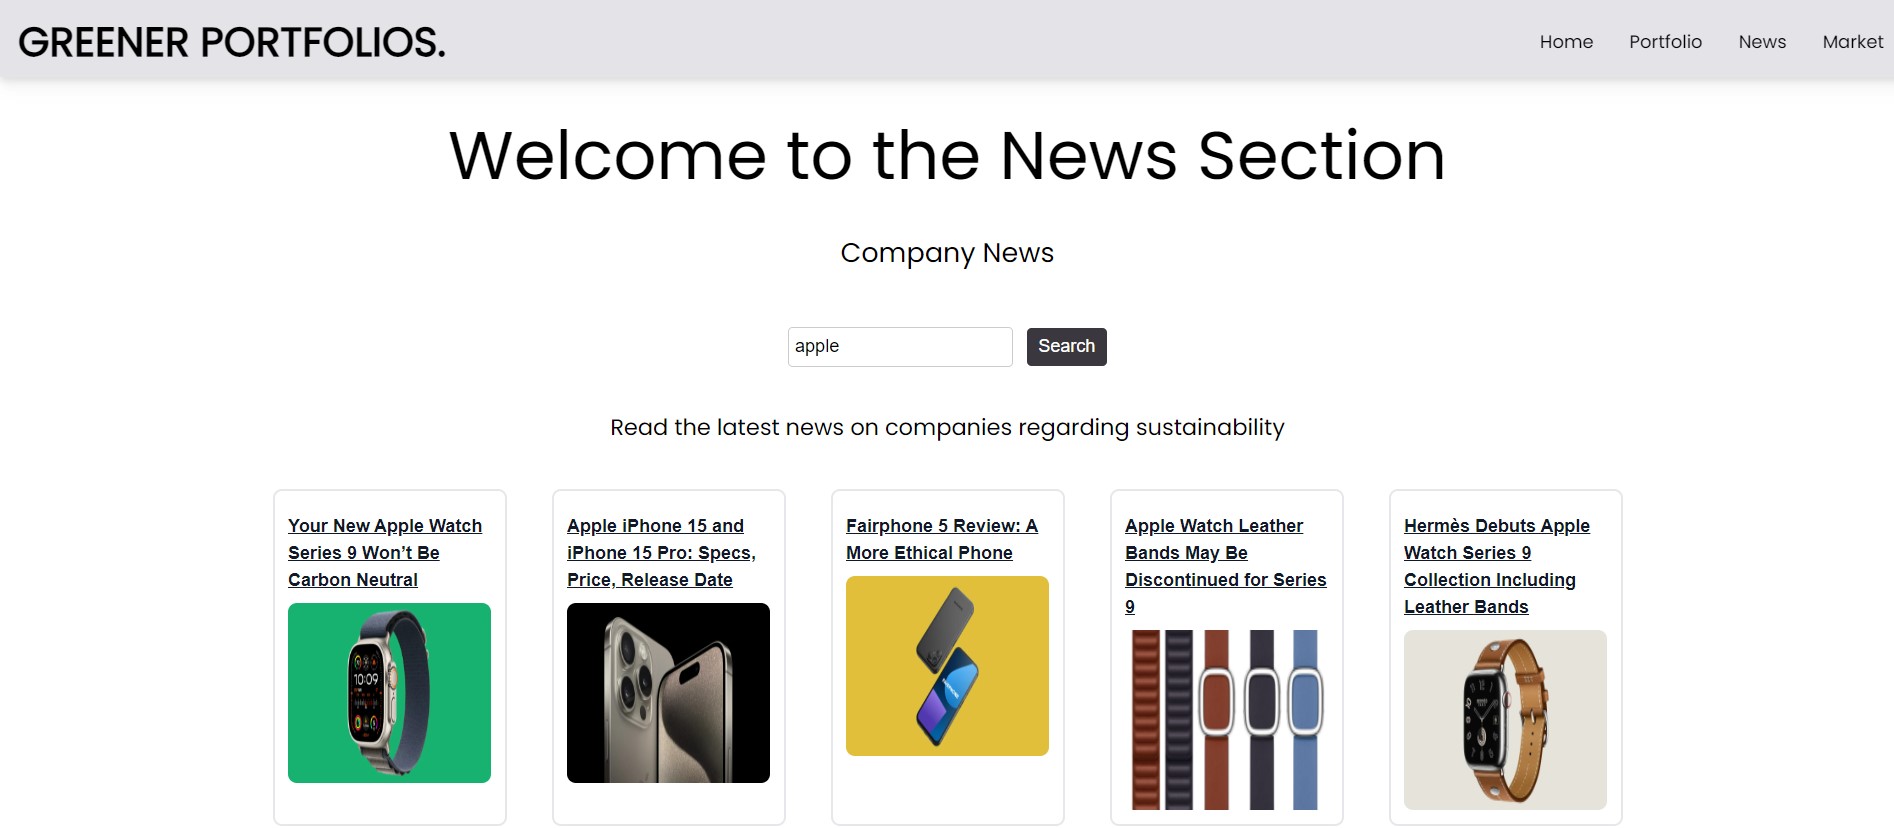 GREENER PORTFOLIOS.
Home Portfolio News Market
Welcome to the News Section
Company News
apple
Search
Read the latest news on companies regarding sustainability
Your New Apple Watch
Series 9 Won’t Be
Carbon Neutral
10:09
Apple iPhone 15 and
iPhone 15 Pro: Specs,
Price, Release Date
Fairphone 5 Review: A
More Ethical Phone
Apple Watch Leather
Bands May Be
Discontinued for Series
9
Hermès Debuts Apple
Watch Series 9
Collection Including
Leather Bands